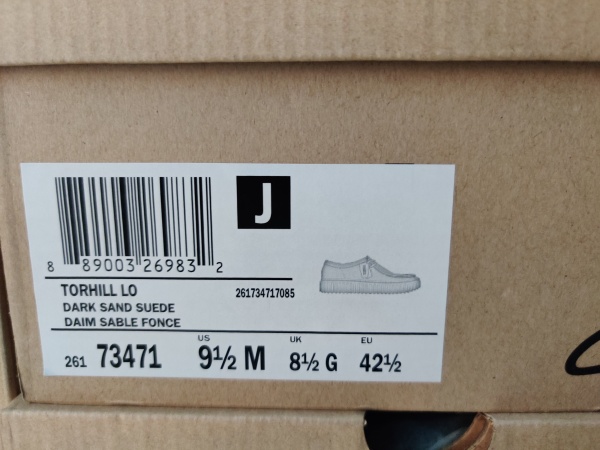 J
8 89003 26983 2
TORHILL LO
261734717085
DARK SAND SUEDE
DAIM SABLE FONCE
US UK EU
261 73471 9½ M 8½ G 42½